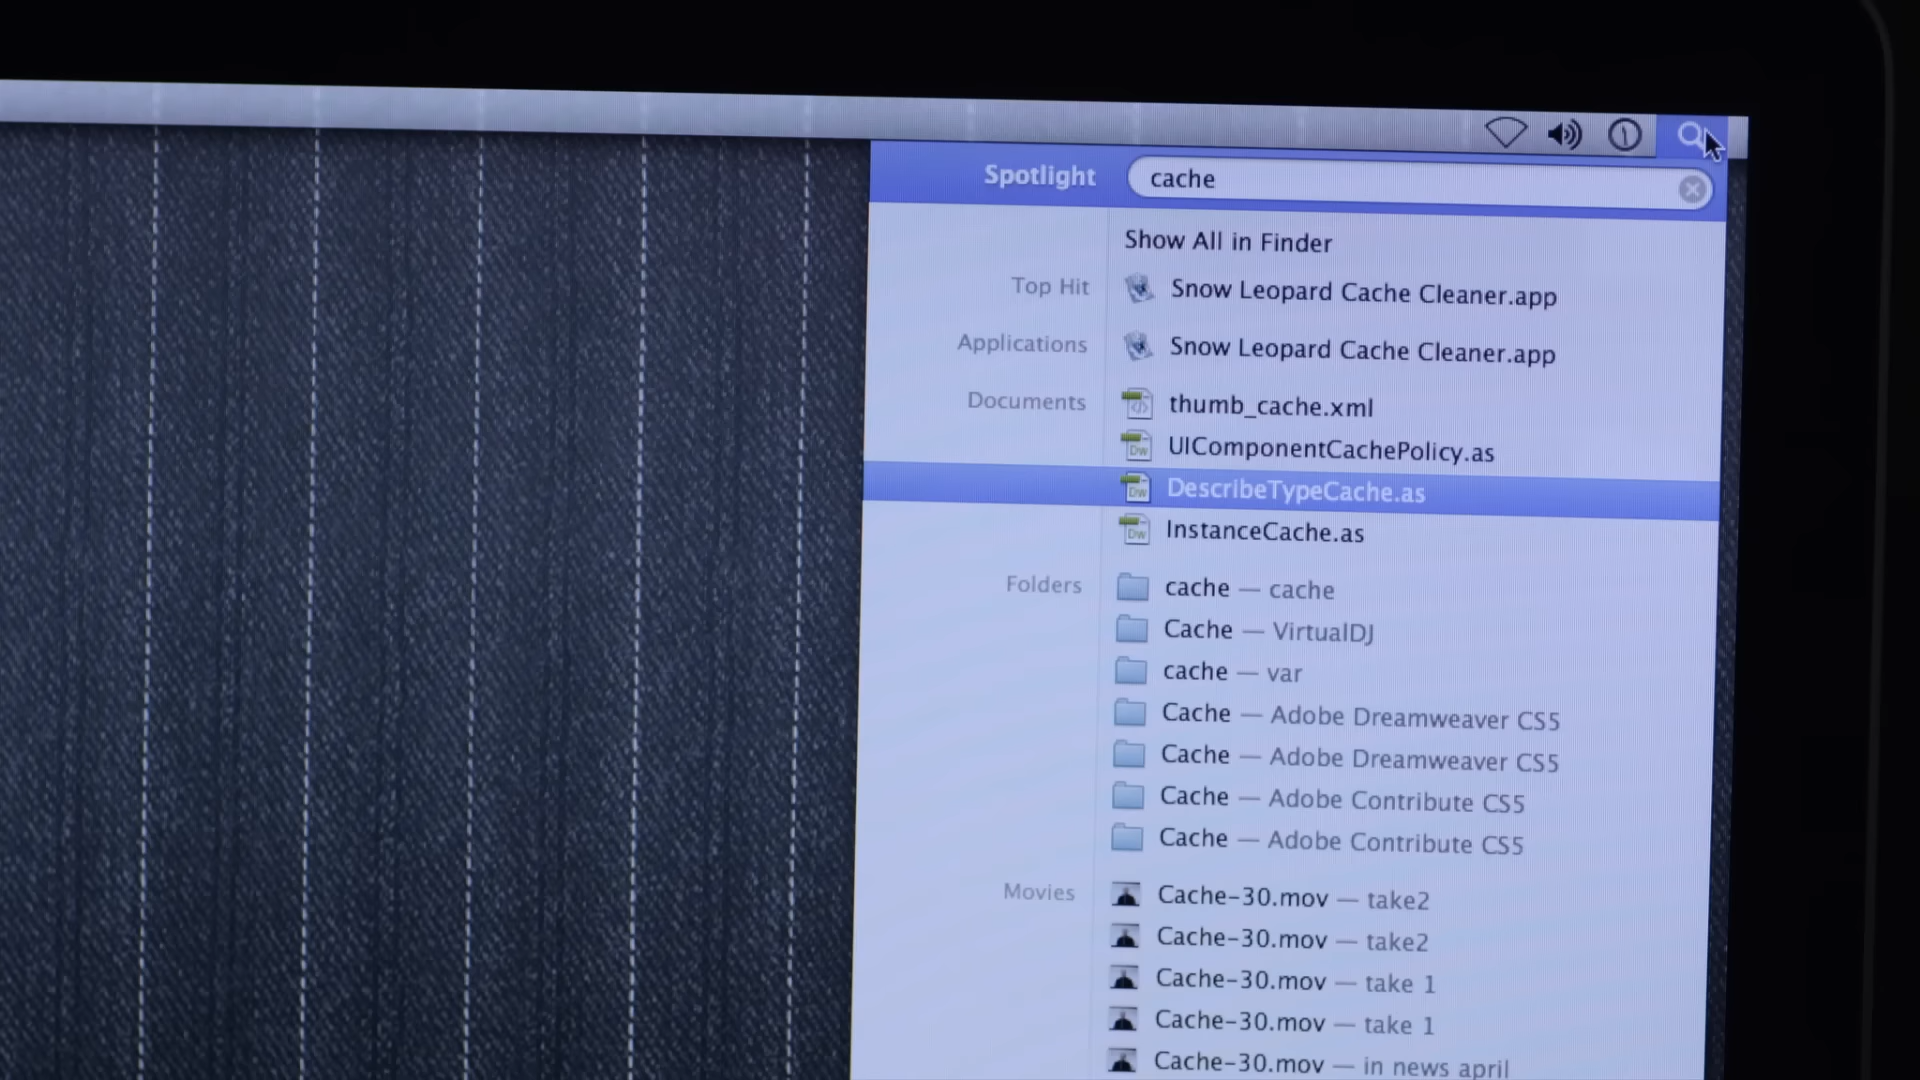 Spotlight cache
Show All in Finder
Top Hit Snow Leopard Cache Cleaner.app
Applications Snow Leopard Cache Cleaner.app
Documents thumb_cache.xml
UIComponentCachePolicy.as
DescribeTypeCache.as
InstanceCache.as
Folders cache — cache
Cache — VirtualDJ
cache — var
Cache — Adobe Dreamweaver CS5
Cache — Adobe Dreamweaver CS5
Cache — Adobe Contribute CS5
Cache — Adobe Contribute CS5
Movies Cache-30.mov — take2
Cache-30.mov — take2
Cache-30.mov — take 1
Cache-30.mov — take 1
Cache-30.mov — in news april